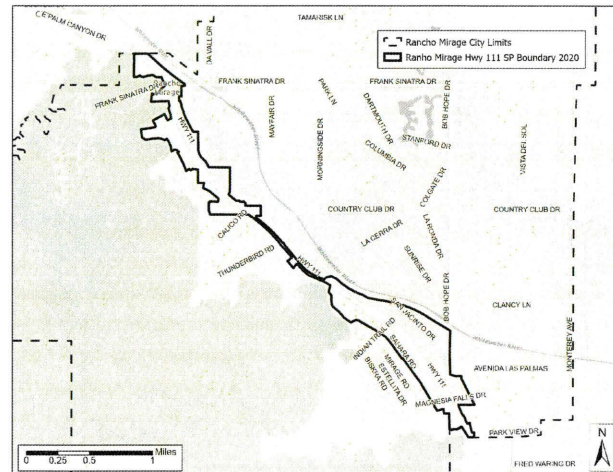 E PALM CANYON DR
TAMARISK LN
DA VALL DR
Rancho Mirage City Limits
Ranho Mirage Hwy 111 SP Boundary 2020
FRANK SINATRA DR
FRANK SINATRA DR
FRANK SINATRA DR
Rancho
Mirage
HWY 111
MAYFAIR DR
PARK LN
MORNINGSIDE DR
DARTMOUTH DR
BOB HOPE DR
STANFORD DR
COLUMBIA DR
VISTA DEL SOL
COLGATE DR
COUNTRY CLUB DR
COUNTRY CLUB DR
CALICO RD
LA CERRA DR
LA RONDA DR
THUNDERBIRD RD
HWY 111
SUNRISE DR
BOB HOPE DR
CLANCY LN
SAN JACINTO DR
MONTEREY AVE
INDIAN TRAIL RD
SAHARA RD
MIRAGE RD
ESTELLITA DR
BISKRA RD
HWY 111
AVENIDA LAS PALMAS
MAGNESIA FALLS DR
PARK VIEW DR
FRED WARING DR
Miles
0 0.25 0.5 1
N